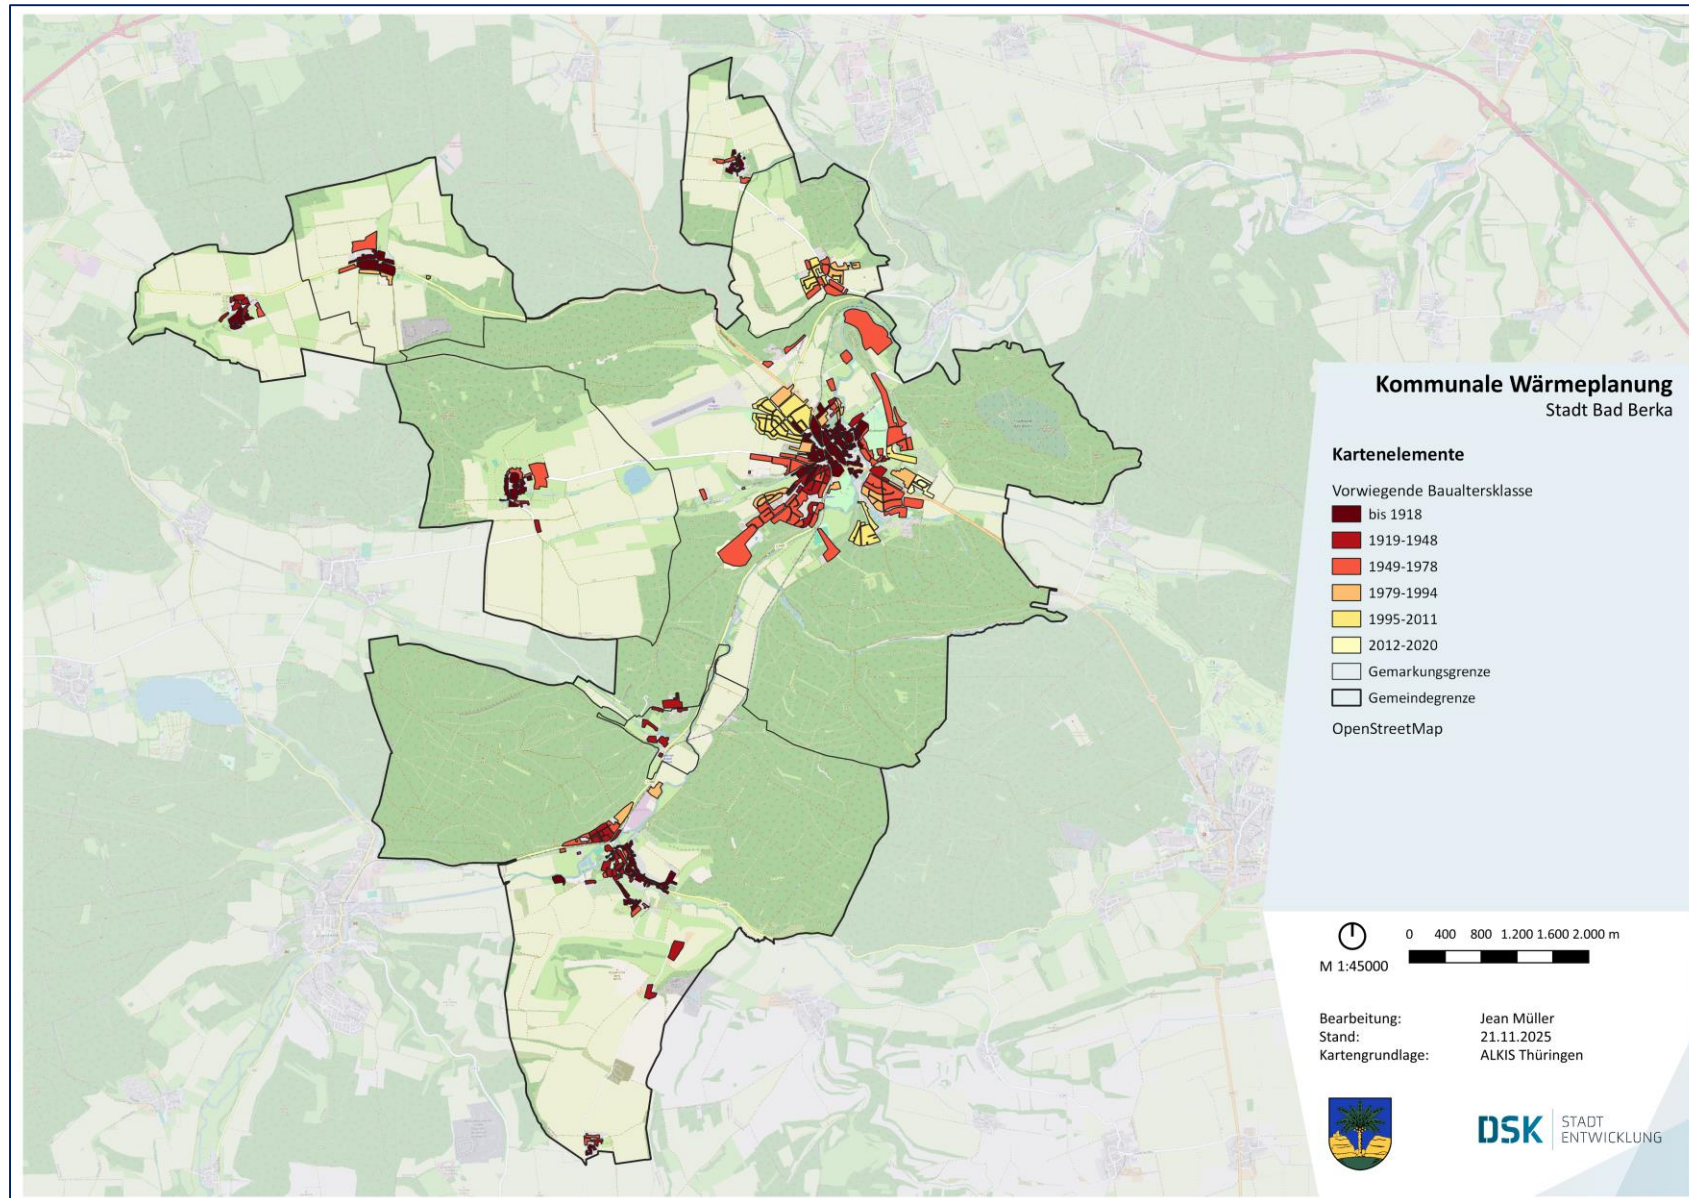 Kommunale Wärmeplanung
Stadt Bad Berka
Kartenelemente
Vorwiegende Baualtersklasse
bis 1918
1919-1948
1949-1978
1979-1994
1995-2011
2012-2020
Gemarkungsgrenze
Gemeindegrenze
OpenStreetMap
0 400 800 1.200 1.600 2.000 m
M 1:45000
Bearbeitung: Jean Müller
Stand: 21.11.2025
Kartengrundlage: ALKIS Thüringen
DSK STADT
ENTWICKLUNG